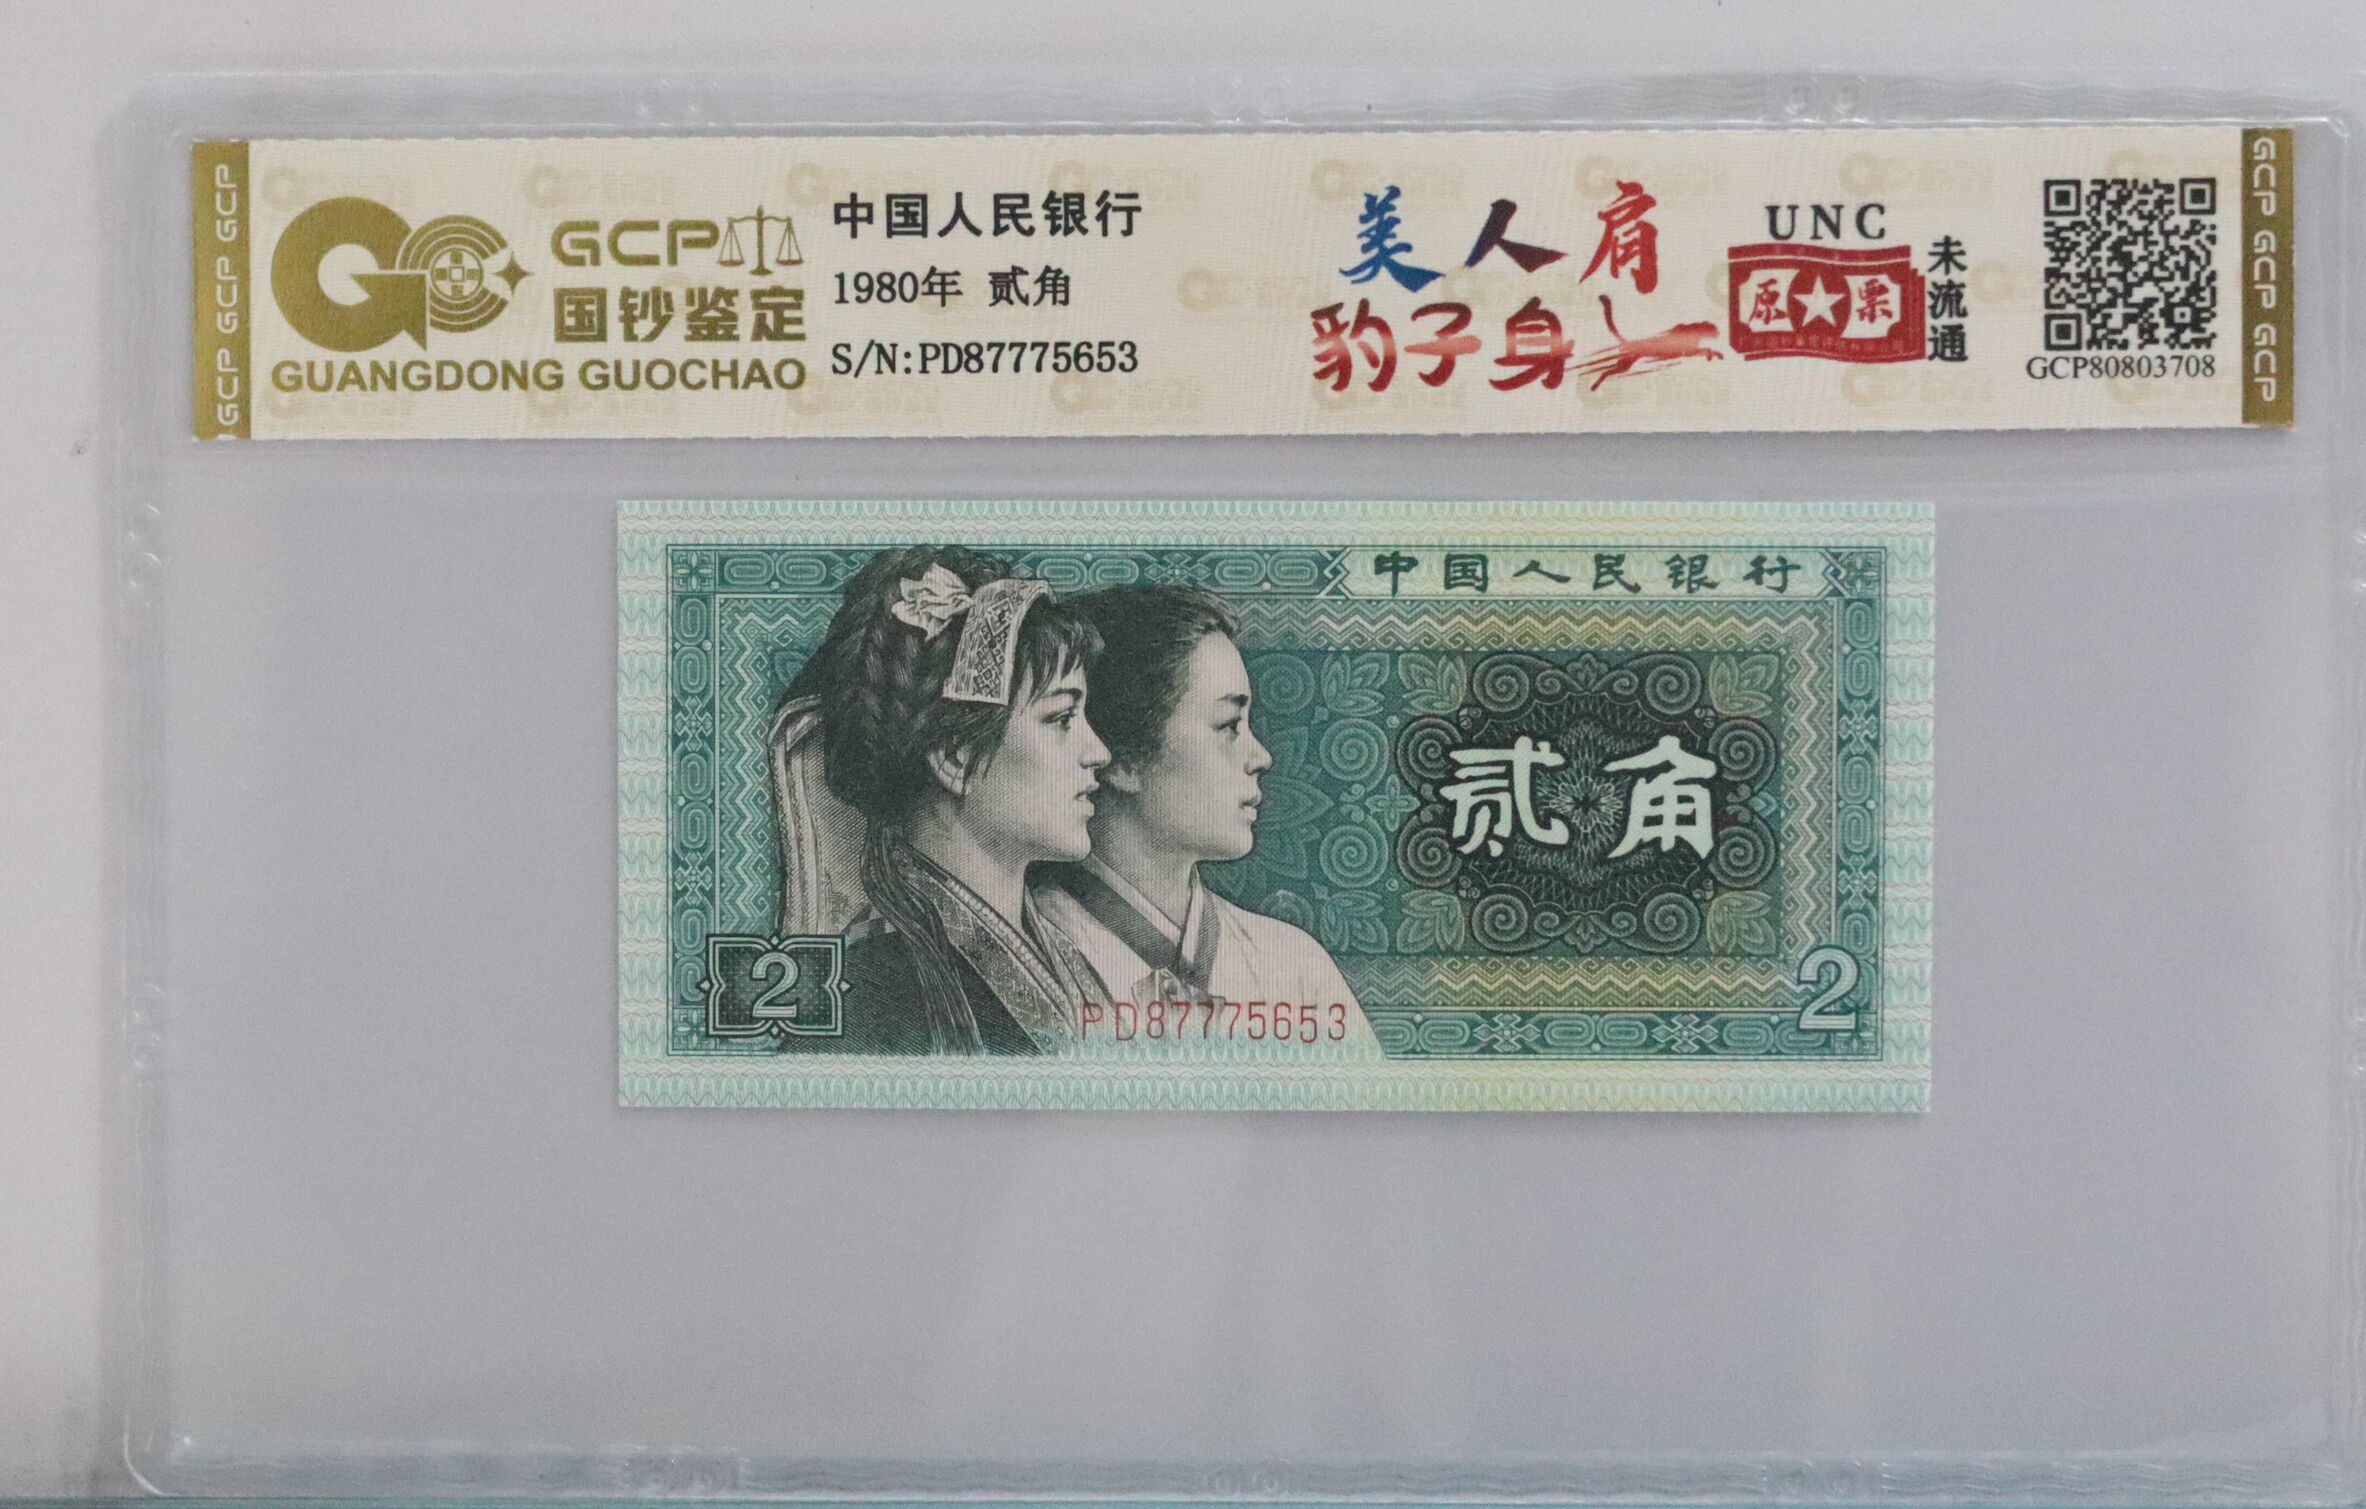 GCP GCP GCP
GCP
国钞鉴定
GUANGDONG GUOCHAO
中国人民银行
1980年 贰角
S/N:PD87775653
美人肩
豹子身
UNC
原票
未流通
GCP80803708
GCP GCP GCP
中国人民银行
贰角
2
PD87775653
2